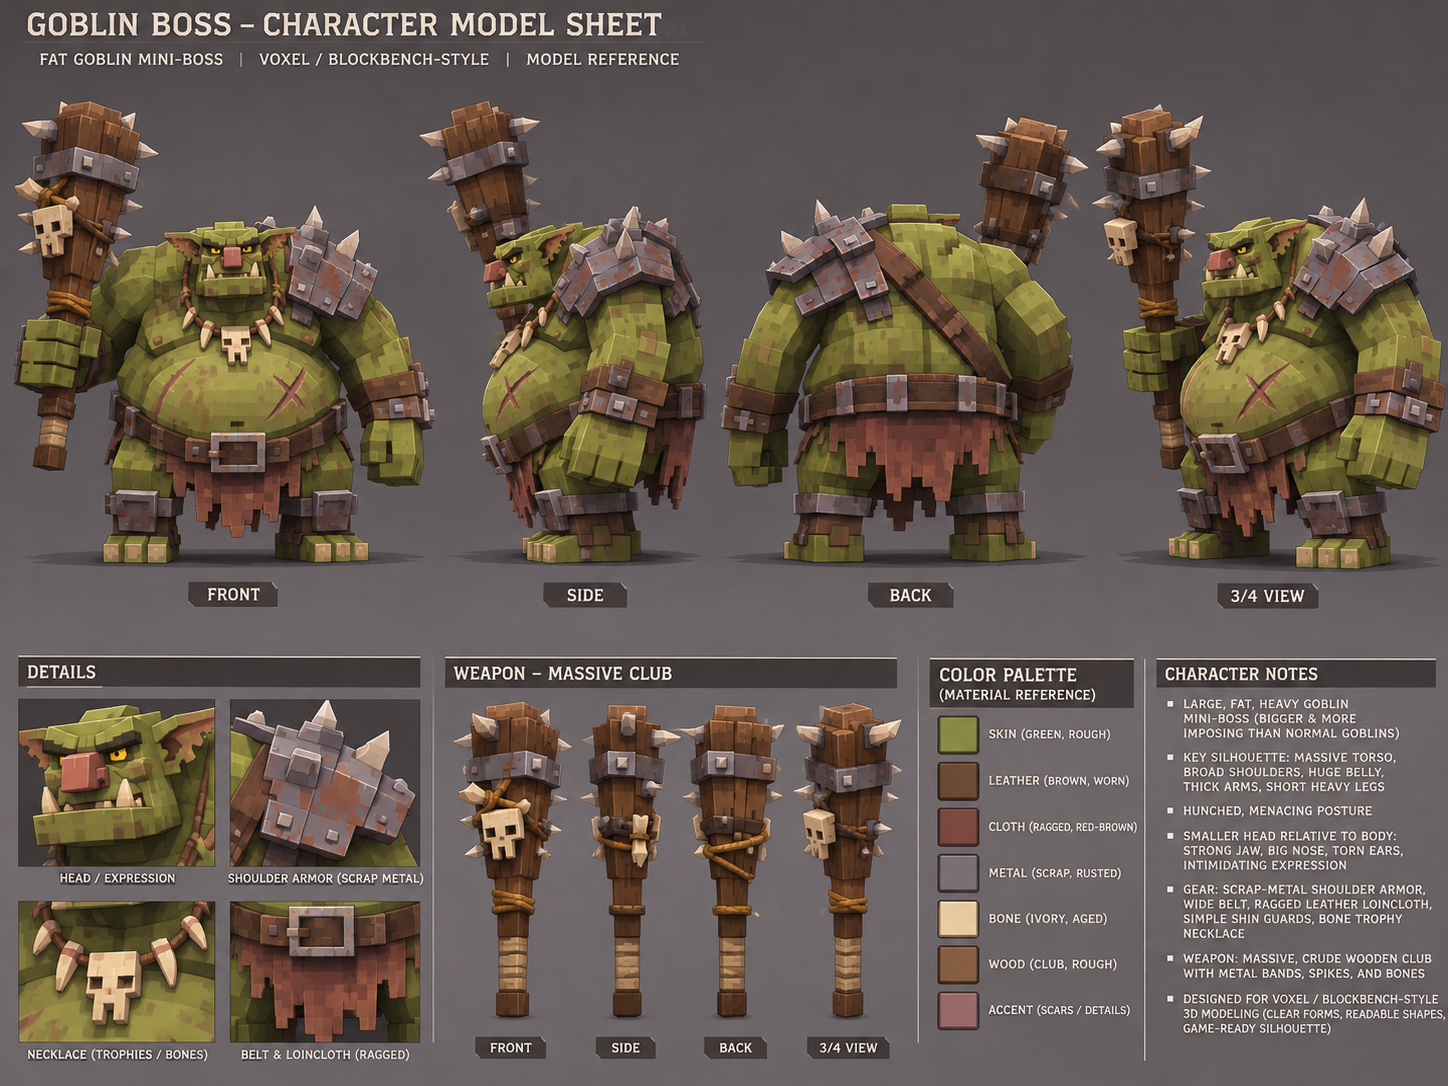 GOBLIN BOSS – CHARACTER MODEL SHEET
FAT GOBLIN MINI-BOSS | VOXEL / BLOCKBENCH-STYLE | MODEL REFERENCE
FRONT
SIDE
BACK
3/4 VIEW
DETAILS
HEAD / EXPRESSION
SHOULDER ARMOR (SCRAP METAL)
NECKLACE (TROPHIES / BONES)
BELT & LOINCLOTH (RAGGED)
WEAPON – MASSIVE CLUB
FRONT
SIDE
BACK
3/4 VIEW
COLOR PALETTE
(MATERIAL REFERENCE)
SKIN (GREEN, ROUGH)
LEATHER (BROWN, WORN)
CLOTH (RAGGED, RED-BROWN)
METAL (SCRAP, RUSTED)
BONE (IVORY, AGED)
WOOD (CLUB, ROUGH)
ACCENT (SCARS / DETAILS)
CHARACTER NOTES
LARGE, FAT, HEAVY GOBLIN
MINI-BOSS (BIGGER & MORE
IMPOSING THAN NORMAL GOBLINS)
KEY SILHOUETTE: MASSIVE TORSO,
BROAD SHOULDERS, HUGE BELLY,
THICK ARMS, SHORT HEAVY LEGS
HUNCHED, MENACING POSTURE
SMALLER HEAD RELATIVE TO BODY:
STRONG JAW, BIG NOSE, TORN EARS,
INTIMIDATING EXPRESSION
GEAR: SCRAP-METAL SHOULDER ARMOR,
WIDE BELT, RAGGED LEATHER LOINCLOTH,
SIMPLE SHIN GUARDS, BONE TROPHY
NECKLACE
WEAPON: MASSIVE, CRUDE WOODEN CLUB
WITH METAL BANDS, SPIKES, AND BONES
DESIGNED FOR VOXEL / BLOCKBENCH-STYLE
3D MODELING (CLEAR FORMS, READABLE SHAPES,
GAME-READY SILHOUETTE)